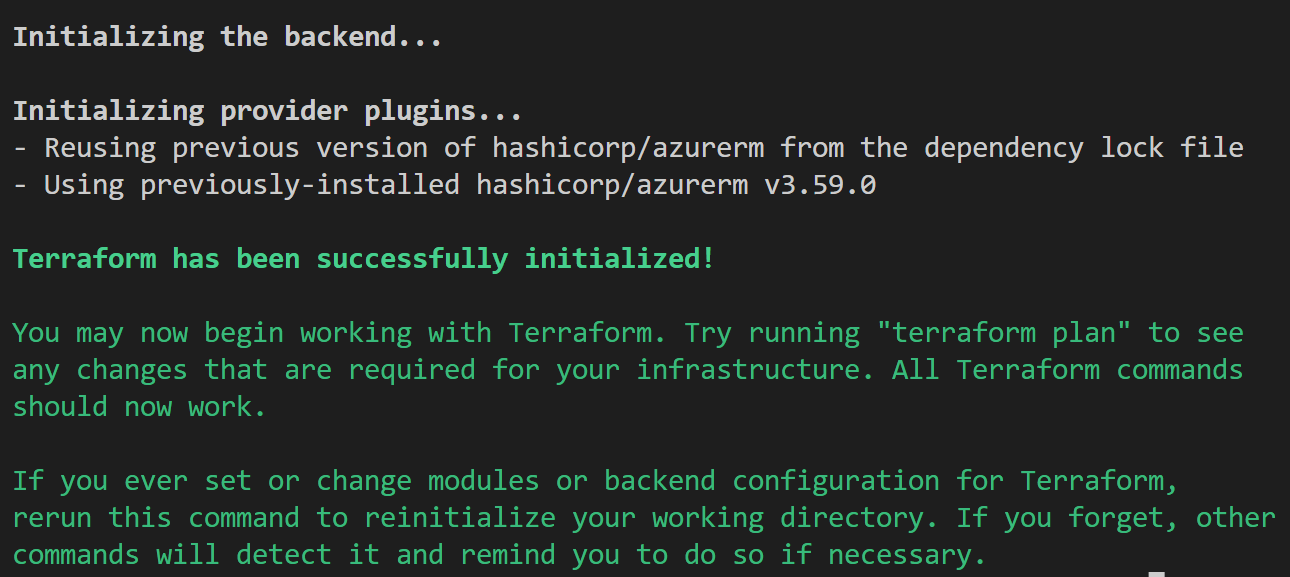 Initializing the backend...
Initializing provider plugins...
- Reusing previous version of hashicorp/azurerm from the dependency lock file
- Using previously-installed hashicorp/azurerm v3.59.0
Terraform has been successfully initialized!
You may now begin working with Terraform. Try running "terraform plan" to see
any changes that are required for your infrastructure. All Terraform commands
should now work.
If you ever set or change modules or backend configuration for Terraform,
rerun this command to reinitialize your working directory. If you forget, other
commands will detect it and remind you to do so if necessary.